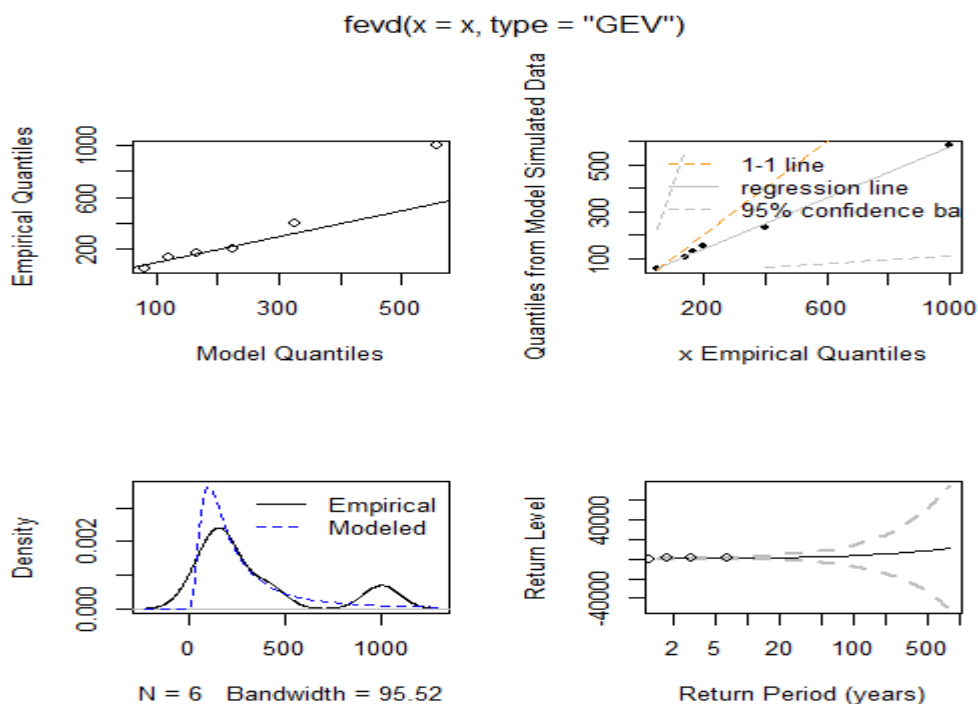 fevd(x = x, type = "GEV")
Empirical Quantiles
200
600
1000
100
300
500
Model Quantiles
Quantiles from Model Simulated Data
100
300
500
1-1 line
regression line
95% confidence ba
200
600
1000
x Empirical Quantiles
Density
0.000
0.002
Empirical
Modeled
0
500
1000
N = 6 Bandwidth = 95.52
Return Level
-40000
40000
2
5
20
100
500
Return Period (years)